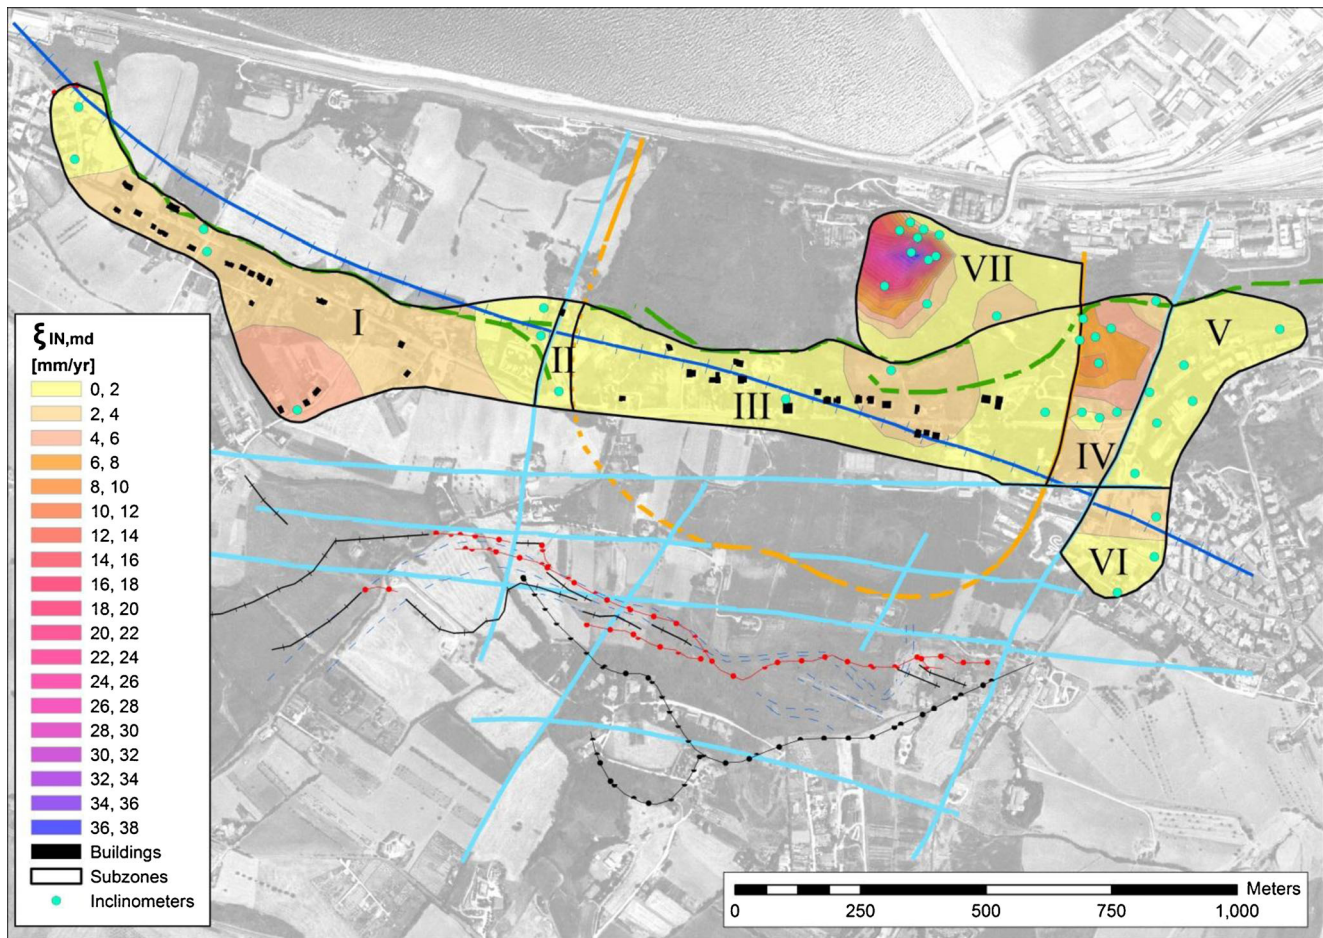 VII
V
I
II
III
IV
VI
ξIN,md
[mm/yr]
0, 2
2, 4
4, 6
6, 8
8, 10
10, 12
12, 14
14, 16
16, 18
18, 20
20, 22
22, 24
24, 26
26, 28
28, 30
30, 32
32, 34
34, 36
36, 38
Buildings
Subzones
Inclinometers
Meters
0 250 500 750 1,000